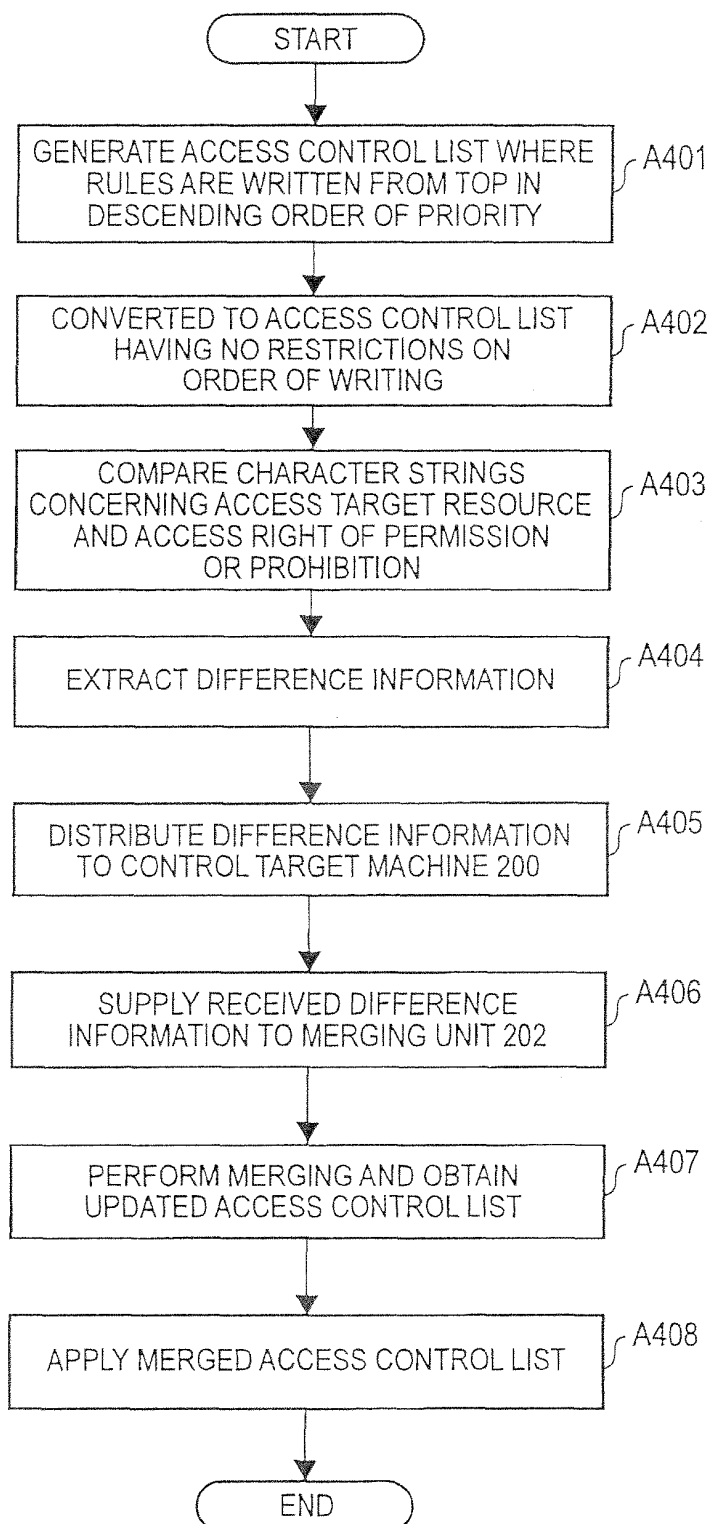 START
GENERATE ACCESS CONTROL LIST WHERE
RULES ARE WRITTEN FROM TOP IN
DESCENDING ORDER OF PRIORITY
A401
CONVERTED TO ACCESS CONTROL LIST
HAVING NO RESTRICTIONS ON
ORDER OF WRITING
A402
COMPARE CHARACTER STRINGS
CONCERNING ACCESS TARGET RESOURCE
AND ACCESS RIGHT OF PERMISSION
OR PROHIBITION
A403
EXTRACT DIFFERENCE INFORMATION
A404
DISTRIBUTE DIFFERENCE INFORMATION
TO CONTROL TARGET MACHINE 200
A405
SUPPLY RECEIVED DIFFERENCE
INFORMATION TO MERGING UNIT 202
A406
PERFORM MERGING AND OBTAIN
UPDATED ACCESS CONTROL LIST
A407
APPLY MERGED ACCESS CONTROL LIST
A408
END